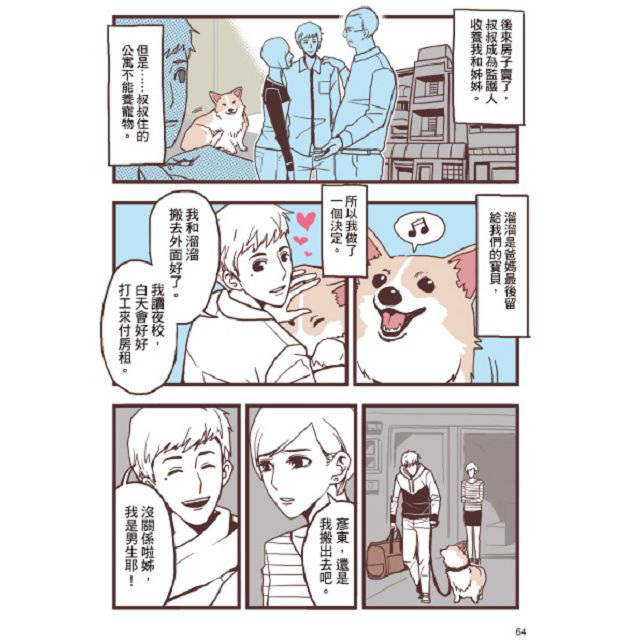 後來房子賣了，
叔叔成為監護人
收養我和姊姊。
但是……叔叔住的
公寓不能養寵物。
溜溜是爸媽最後留
給我們的寶貝，
所以我做了
一個決定。
我和溜溜
搬去外面好了。
我讀夜校，
白天會好好
打工來付房租。
彥東，還是
我搬出去吧。
沒關係啦姊，
我是男生耶！
64